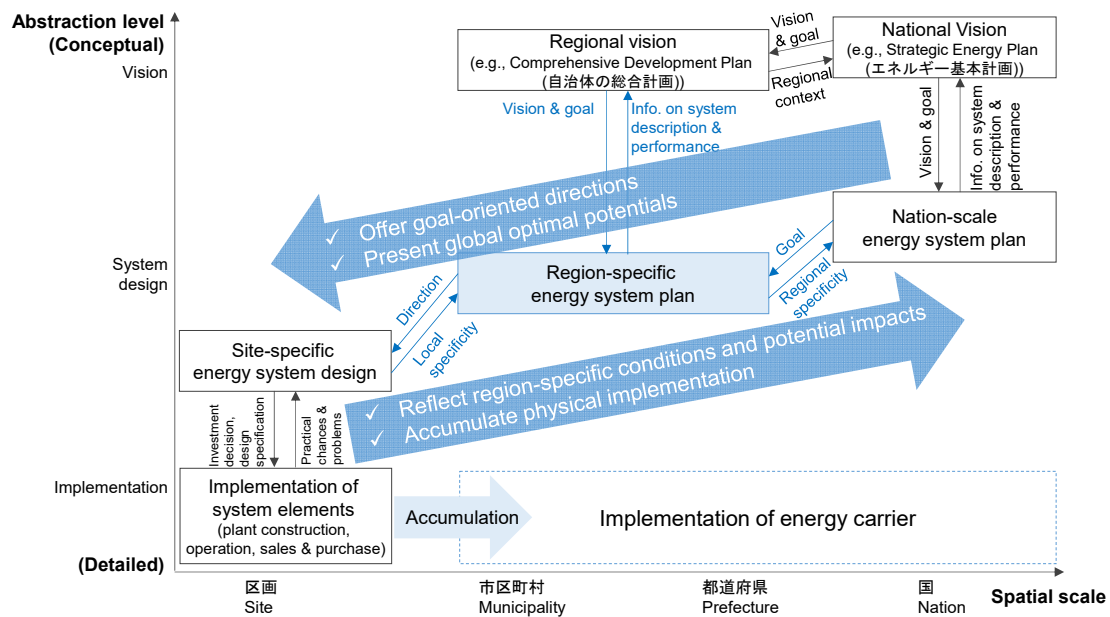 Abstraction level
(Conceptual)
Vision
System
design
Implementation
(Detailed)
Regional vision
(e.g., Comprehensive Development Plan
(自治体の総合計画))
Vision
& goal
Regional
context
National Vision
(e.g., Strategic Energy Plan
(エネルギー基本計画))
Vision & goal
Info. on system
description &
performance
Vision & goal
Info. on system
description &
performance
✓ Offer goal-oriented directions
✓ Present global optimal potentials
Nation-scale
energy system plan
Region-specific
energy system plan
Goal
Regional
specificity
Direction
Local
specificity
Site-specific
energy system design
✓ Reflect region-specific conditions and potential impacts
✓ Accumulate physical implementation
Investment
decision,
design
specification
Practical
chances &
problems
Implementation of
system elements
(plant construction,
operation, sales & purchase)
Accumulation
Implementation of energy carrier
区画
Site
市区町村
Municipality
都道府県
Prefecture
国
Nation
Spatial scale